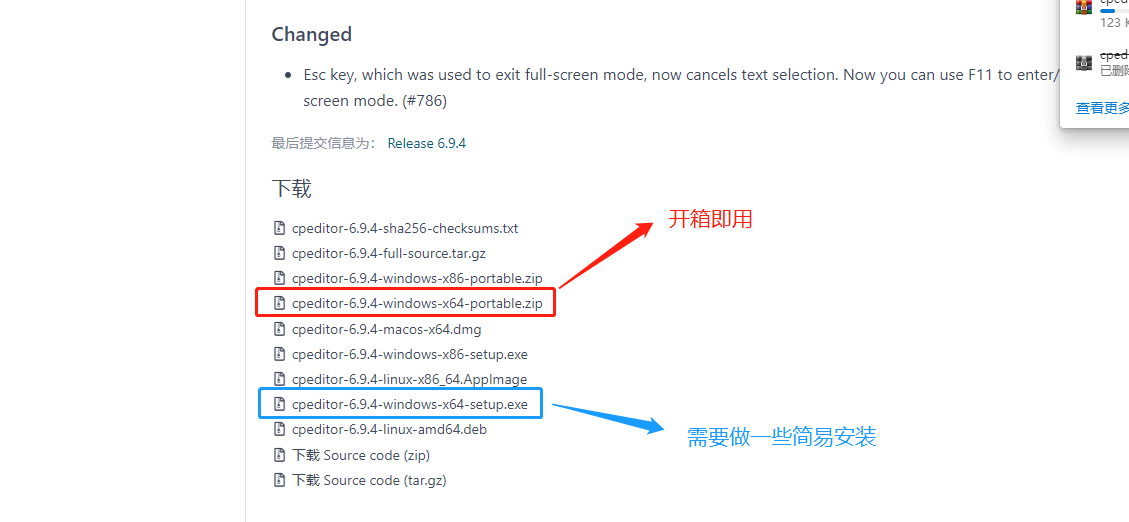 Changed
Esc key, which was used to exit full-screen mode, now cancels text selection. Now you can use F11 to enter/
screen mode. (#786)
最后提交信息为： Release 6.9.4
下载
cpeditor-6.9.4-sha256-checksums.txt
cpeditor-6.9.4-full-source.tar.gz
cpeditor-6.9.4-windows-x86-portable.zip
cpeditor-6.9.4-windows-x64-portable.zip
cpeditor-6.9.4-macos-x64.dmg
cpeditor-6.9.4-windows-x86-setup.exe
cpeditor-6.9.4-linux-x86_64.AppImage
cpeditor-6.9.4-windows-x64-setup.exe
cpeditor-6.9.4-linux-amd64.deb
下载 Source code (zip)
下载 Source code (tar.gz)
开箱即用
需要做一些简易安装
123 K
cped
已删除
查看更多